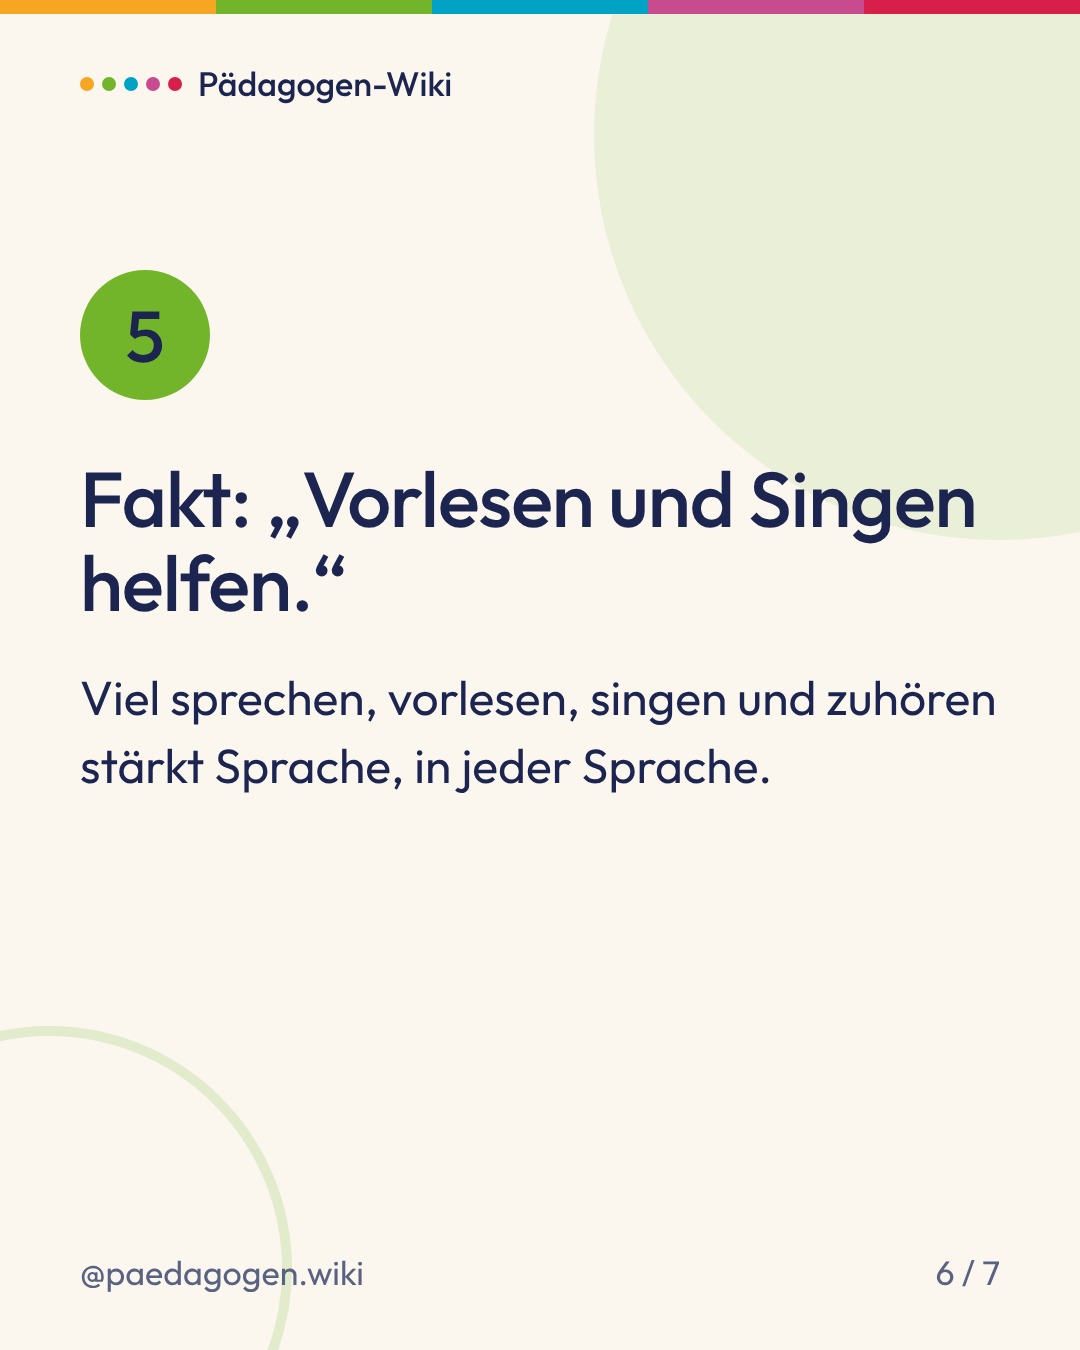 Pädagogen-Wiki
5
Fakt: „Vorlesen und Singen
helfen.“
Viel sprechen, vorlesen, singen und zuhören
stärkt Sprache, in jeder Sprache.
@paedagogen.wiki
6 / 7